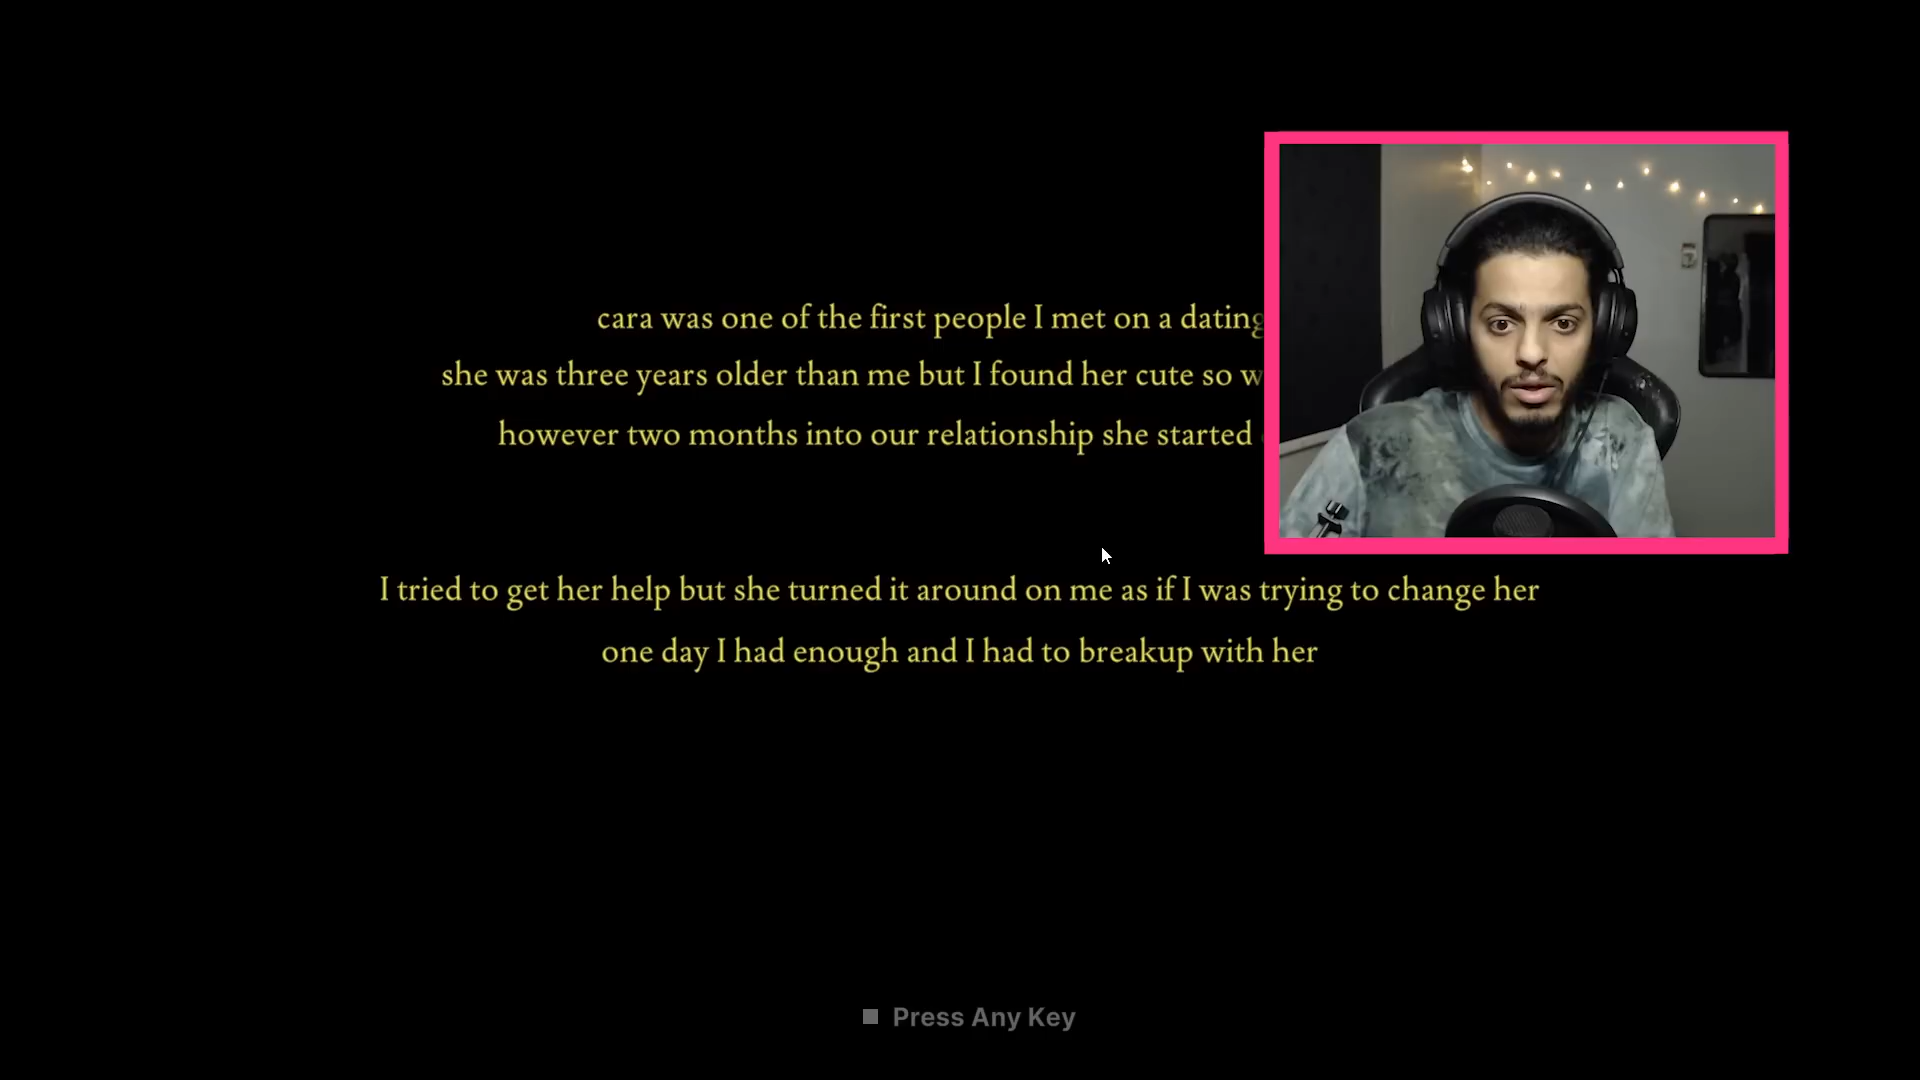 cara was one of the first people I met on a dating
she was three years older than me but I found her cute so
however two months into our relationship she started
I tried to get her help but she turned it around on me as if I was trying to change her
one day I had enough and I had to breakup with her
Press Any Key